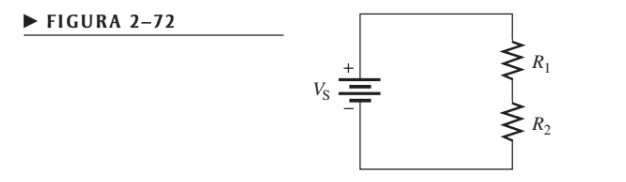 ► FIGURA 2–72
+
V_S
–
R_1
R_2